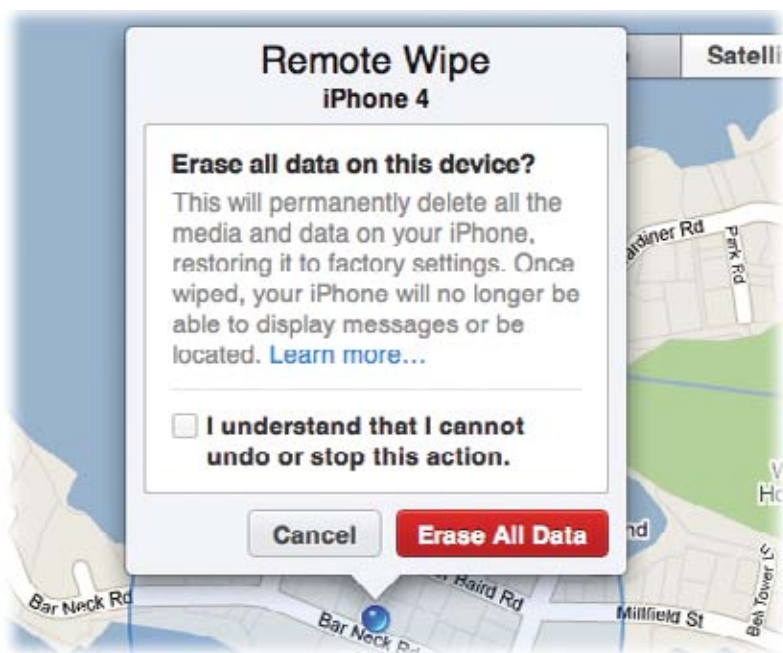 Remote Wipe
iPhone 4
Erase all data on this device?
This will permanently delete all the
media and data on your iPhone,
restoring it to factory settings. Once
wiped, your iPhone will no longer be
able to display messages or be
located. Learn more...
I understand that I cannot
undo or stop this action.
Cancel
Erase All Data
Park Rd
Baird Rd
Bar Neck Rd
Millfield St
Bell Tower
Bar Neck